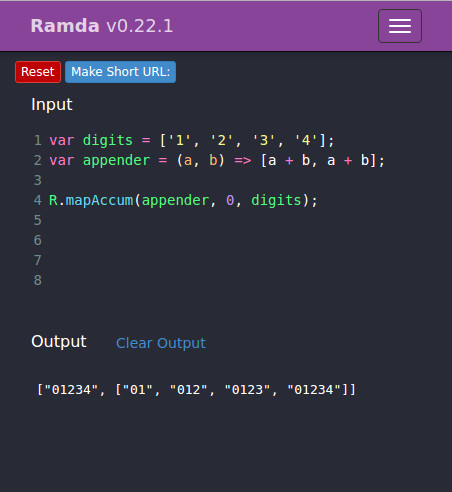 Ramda v0.22.1
Reset Make Short URL:
Input
1 var digits = ['1', '2', '3', '4'];
2 var appender = (a, b) => [a + b, a + b];
3
4 R.mapAccum(appender, 0, digits);
5
6
7
8
Output Clear Output
["01234", ["01", "012", "0123", "01234"]]